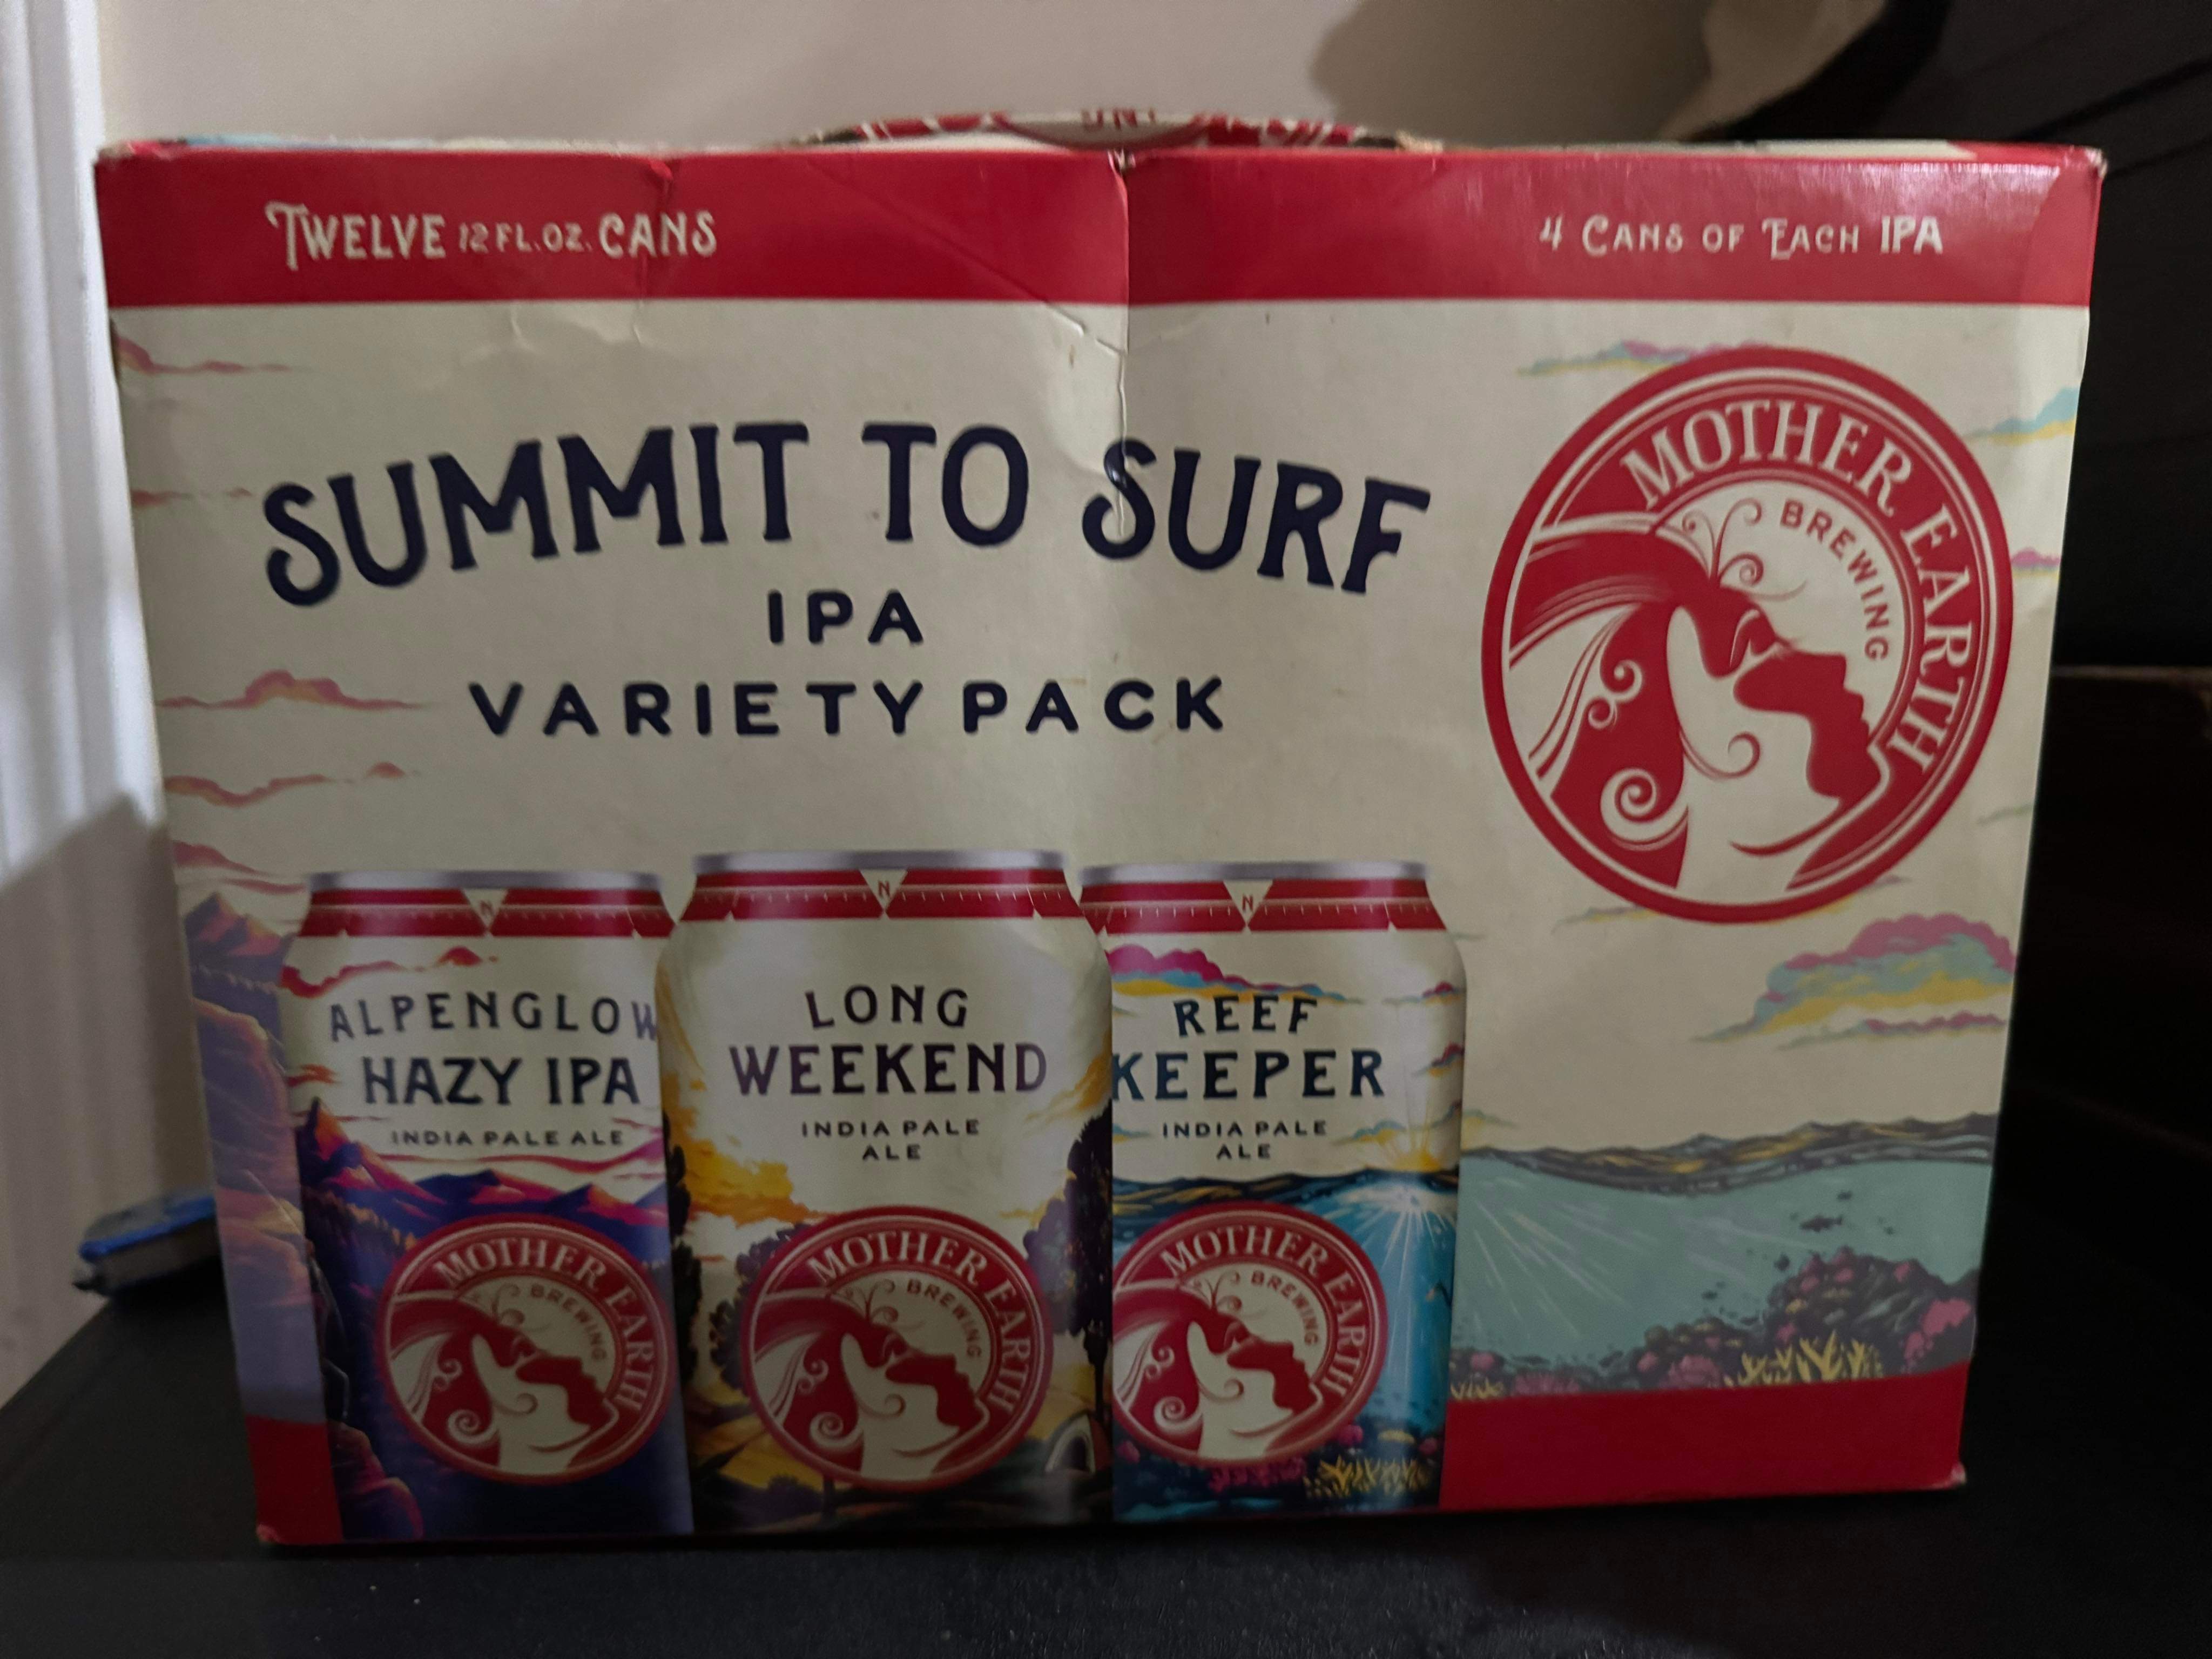 TWELVE 12 FL.OZ. CANS
4 CANS OF EACH IPA
SUMMIT TO SURF
IPA
VARIETY PACK
MOTHER EARTH
BREWING
N
ALPENGLOW
HAZY IPA
INDIA PALE ALE
MOTHER EARTH
BREWING
N
LONG
WEEKEND
INDIA PALE
ALE
MOTHER EARTH
BREWING
N
REEF
KEEPER
INDIA PALE
ALE
MOTHER EARTH
BREWING